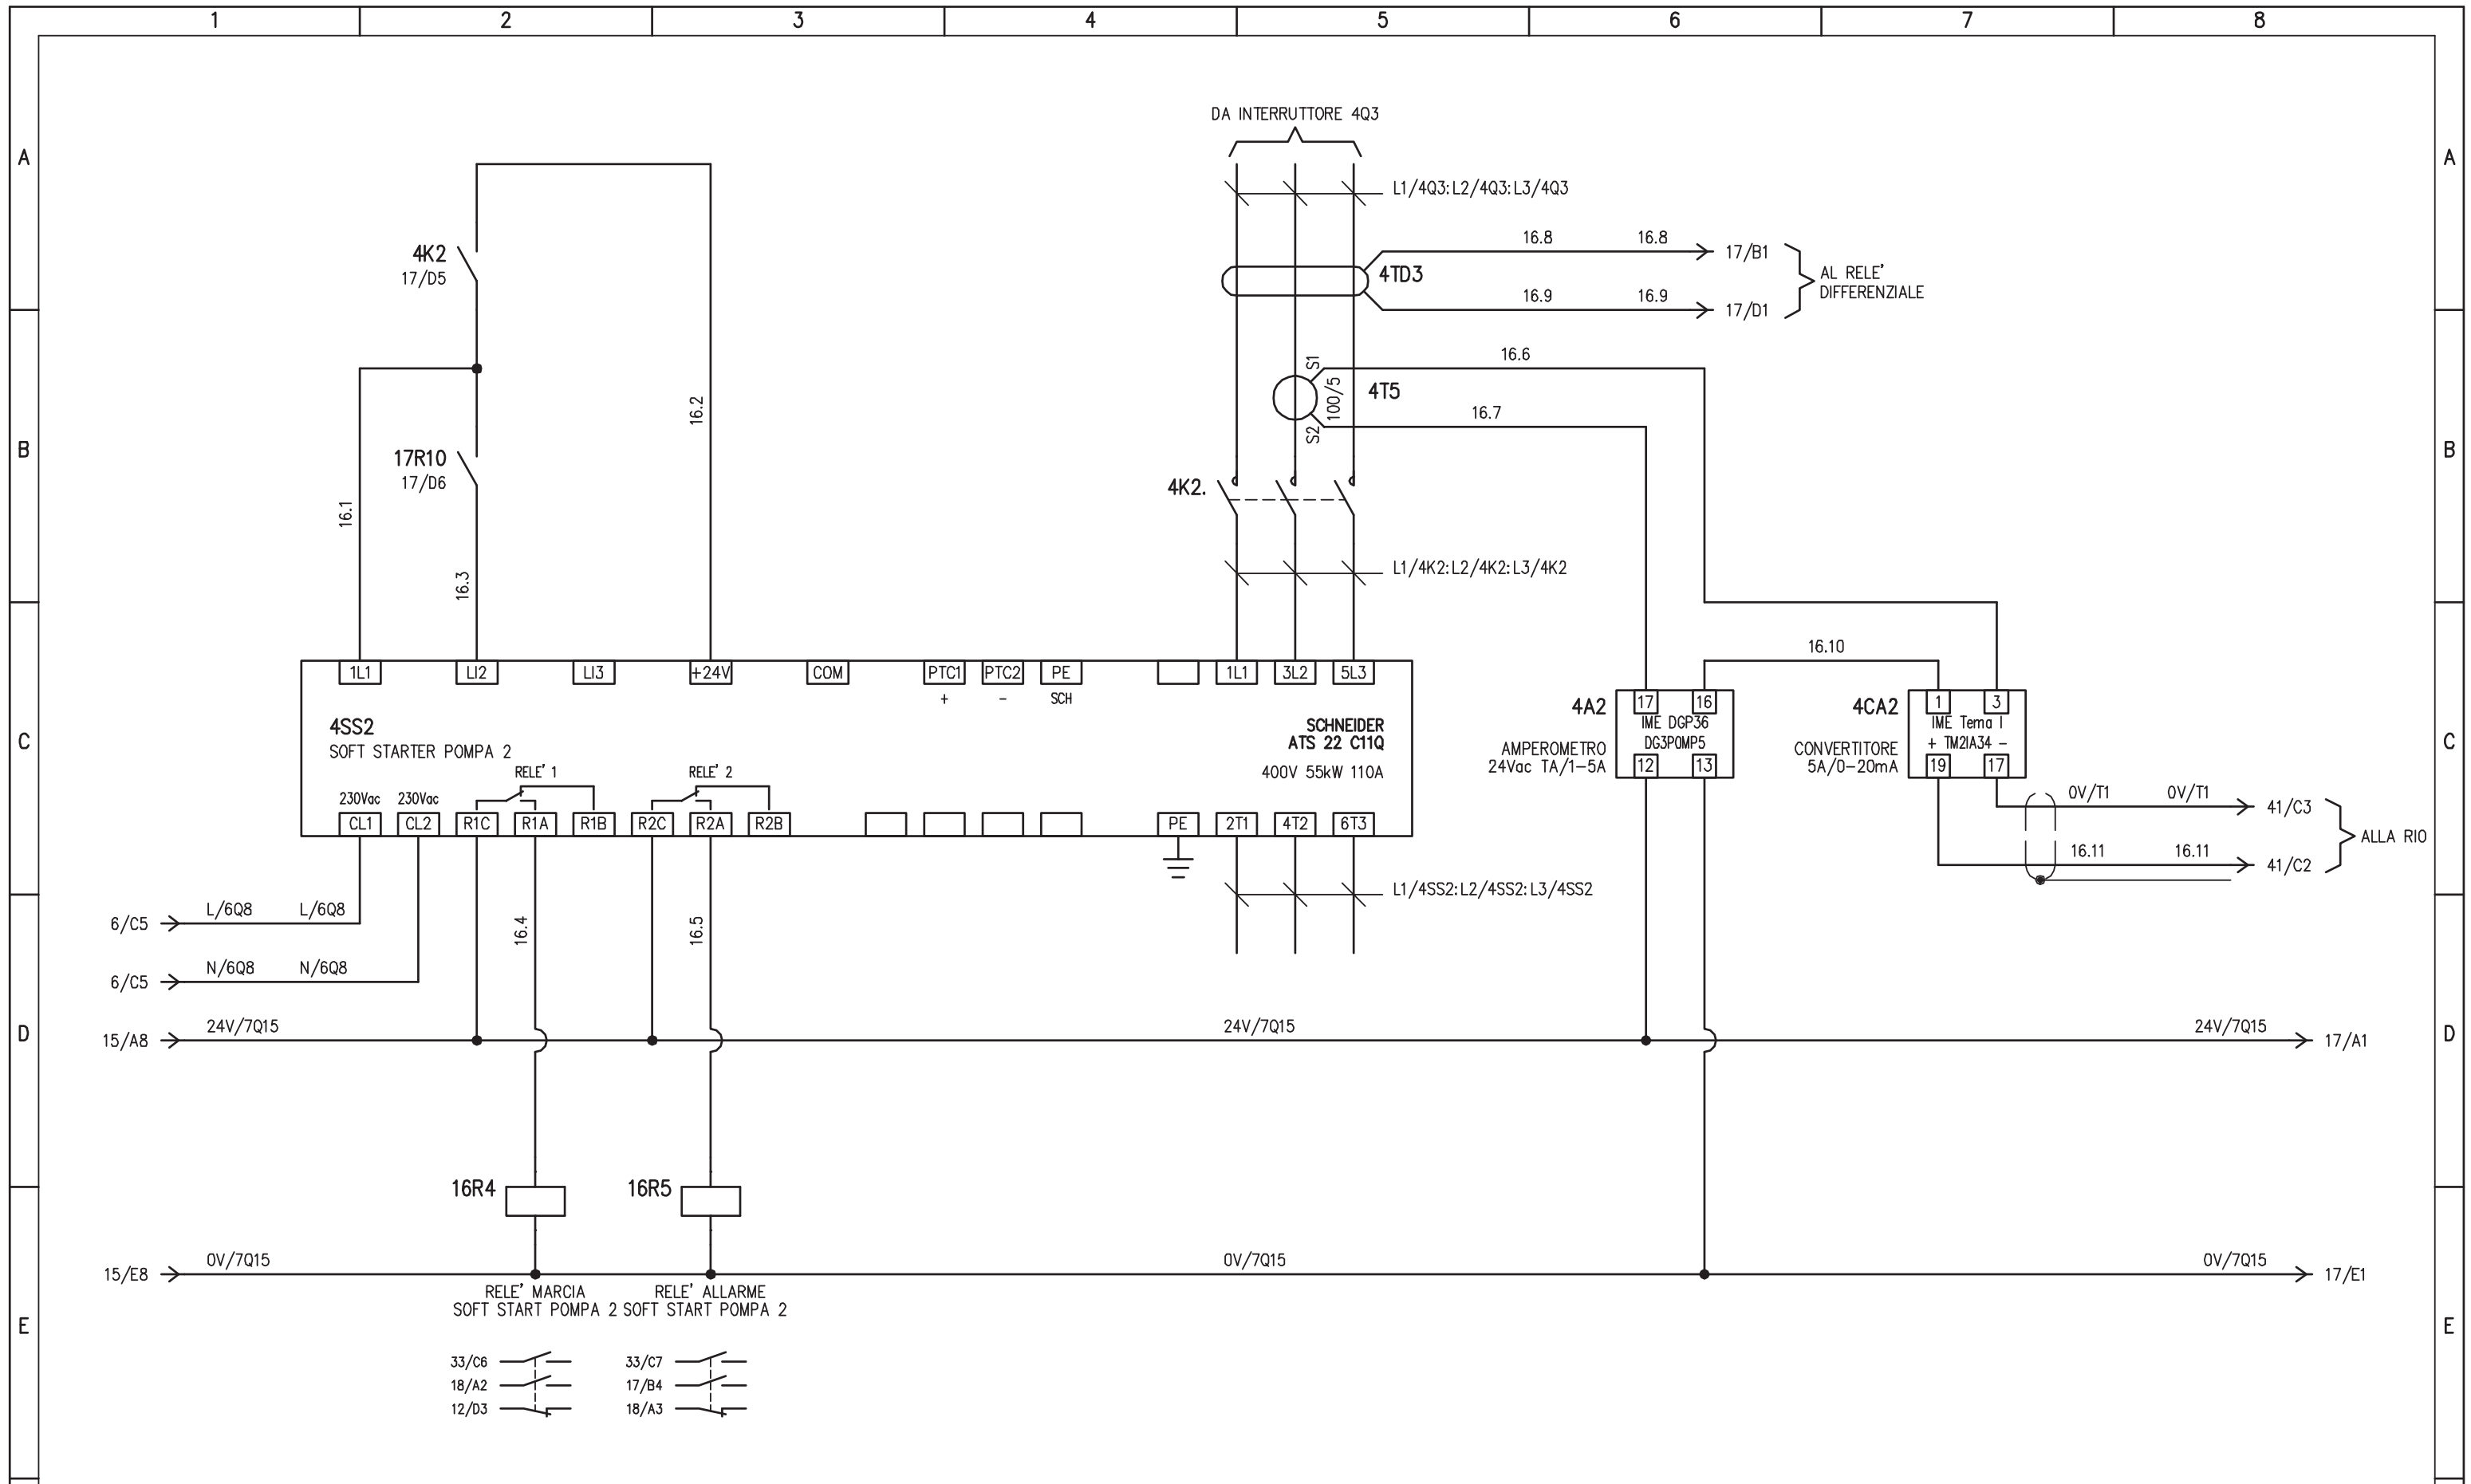 1 2 3 4 5 6 7 8
DA INTERRUTTORE 4Q3
A A
L1/4Q3:L2/4Q3:L3/4Q3
4K2
17/D5
16.8 16.8 17/B1
4TD3
AL RELE'
DIFFERENZIALE
16.9 16.9 17/D1
16.6
S1
100/5
4T5
16.2
16.7
S2
B B
17R10
17/D6
4K2.
16.1
16.3
L1/4K2:L2/4K2:L3/4K2
16.10
1L1 LI2 LI3 +24V COM PTC1 PTC2 PE 1L1 3L2 5L3
+ - SCH
4SS2
SOFT STARTER POMPA 2
SCHNEIDER
ATS 22 C11Q
400V 55kW 110A
4A2
17 16
IME DGP36
DG3POMP5
AMPEROMETRO
24Vac TA/1-5A
12 13
4CA2
1 3
IME Tema I
+ TM2IA34 -
CONVERTITORE
5A/0-20mA
19 17
C C
RELE' 1 RELE' 2
230Vac 230Vac
CL1 CL2 R1C R1A R1B R2C R2A R2B PE 2T1 4T2 6T3
0V/T1 0V/T1 41/C3
ALLA RIO
16.11 16.11 41/C2
L1/4SS2:L2/4SS2:L3/4SS2
6/C5 L/6Q8 L/6Q8
16.4 16.5
6/C5 N/6Q8 N/6Q8
D D
15/A8 24V/7Q15 24V/7Q15 24V/7Q15 17/A1
16R4 16R5
15/E8 0V/7Q15 0V/7Q15 0V/7Q15 17/E1
RELE' MARCIA
SOFT START POMPA 2
RELE' ALLARME
SOFT START POMPA 2
E E
33/C6
18/A2
12/D3
33/C7
17/B4
18/A3